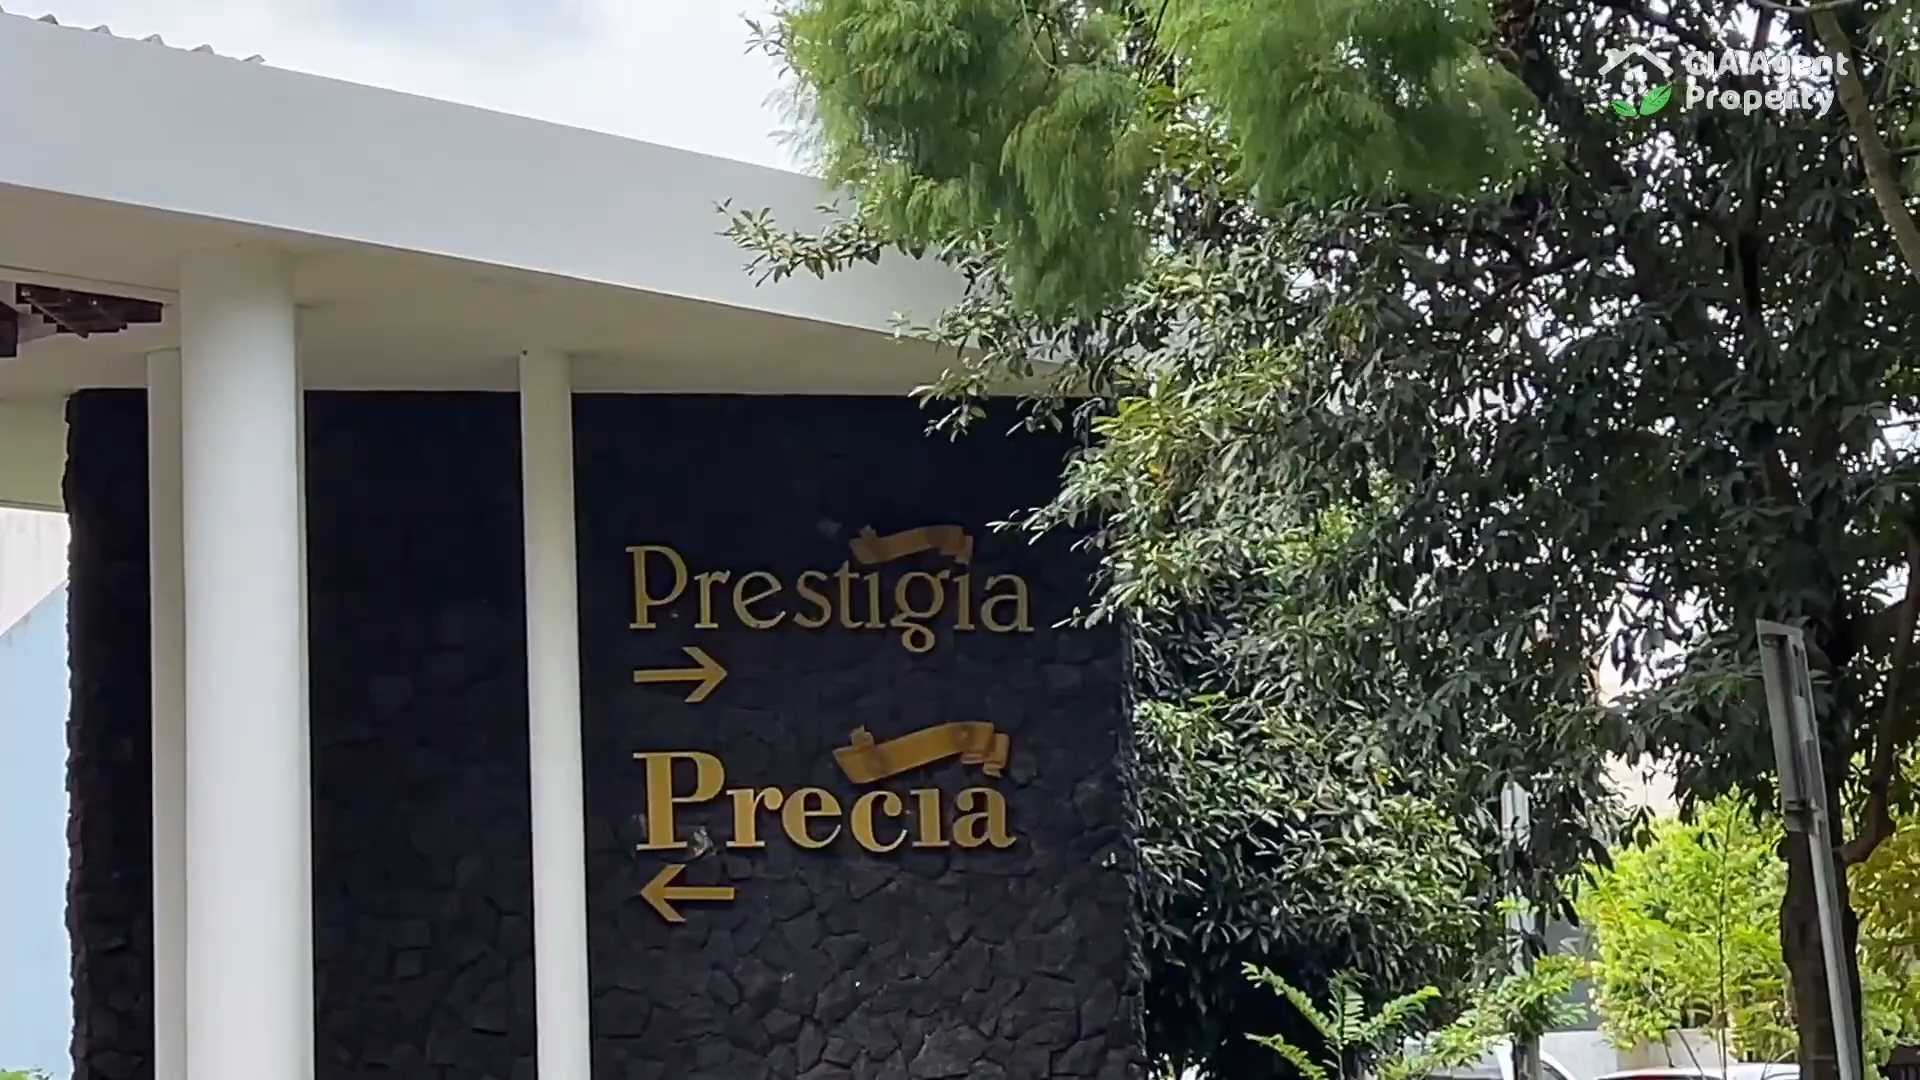 GIA Agent
Property
Prestigia
→
Precia
←